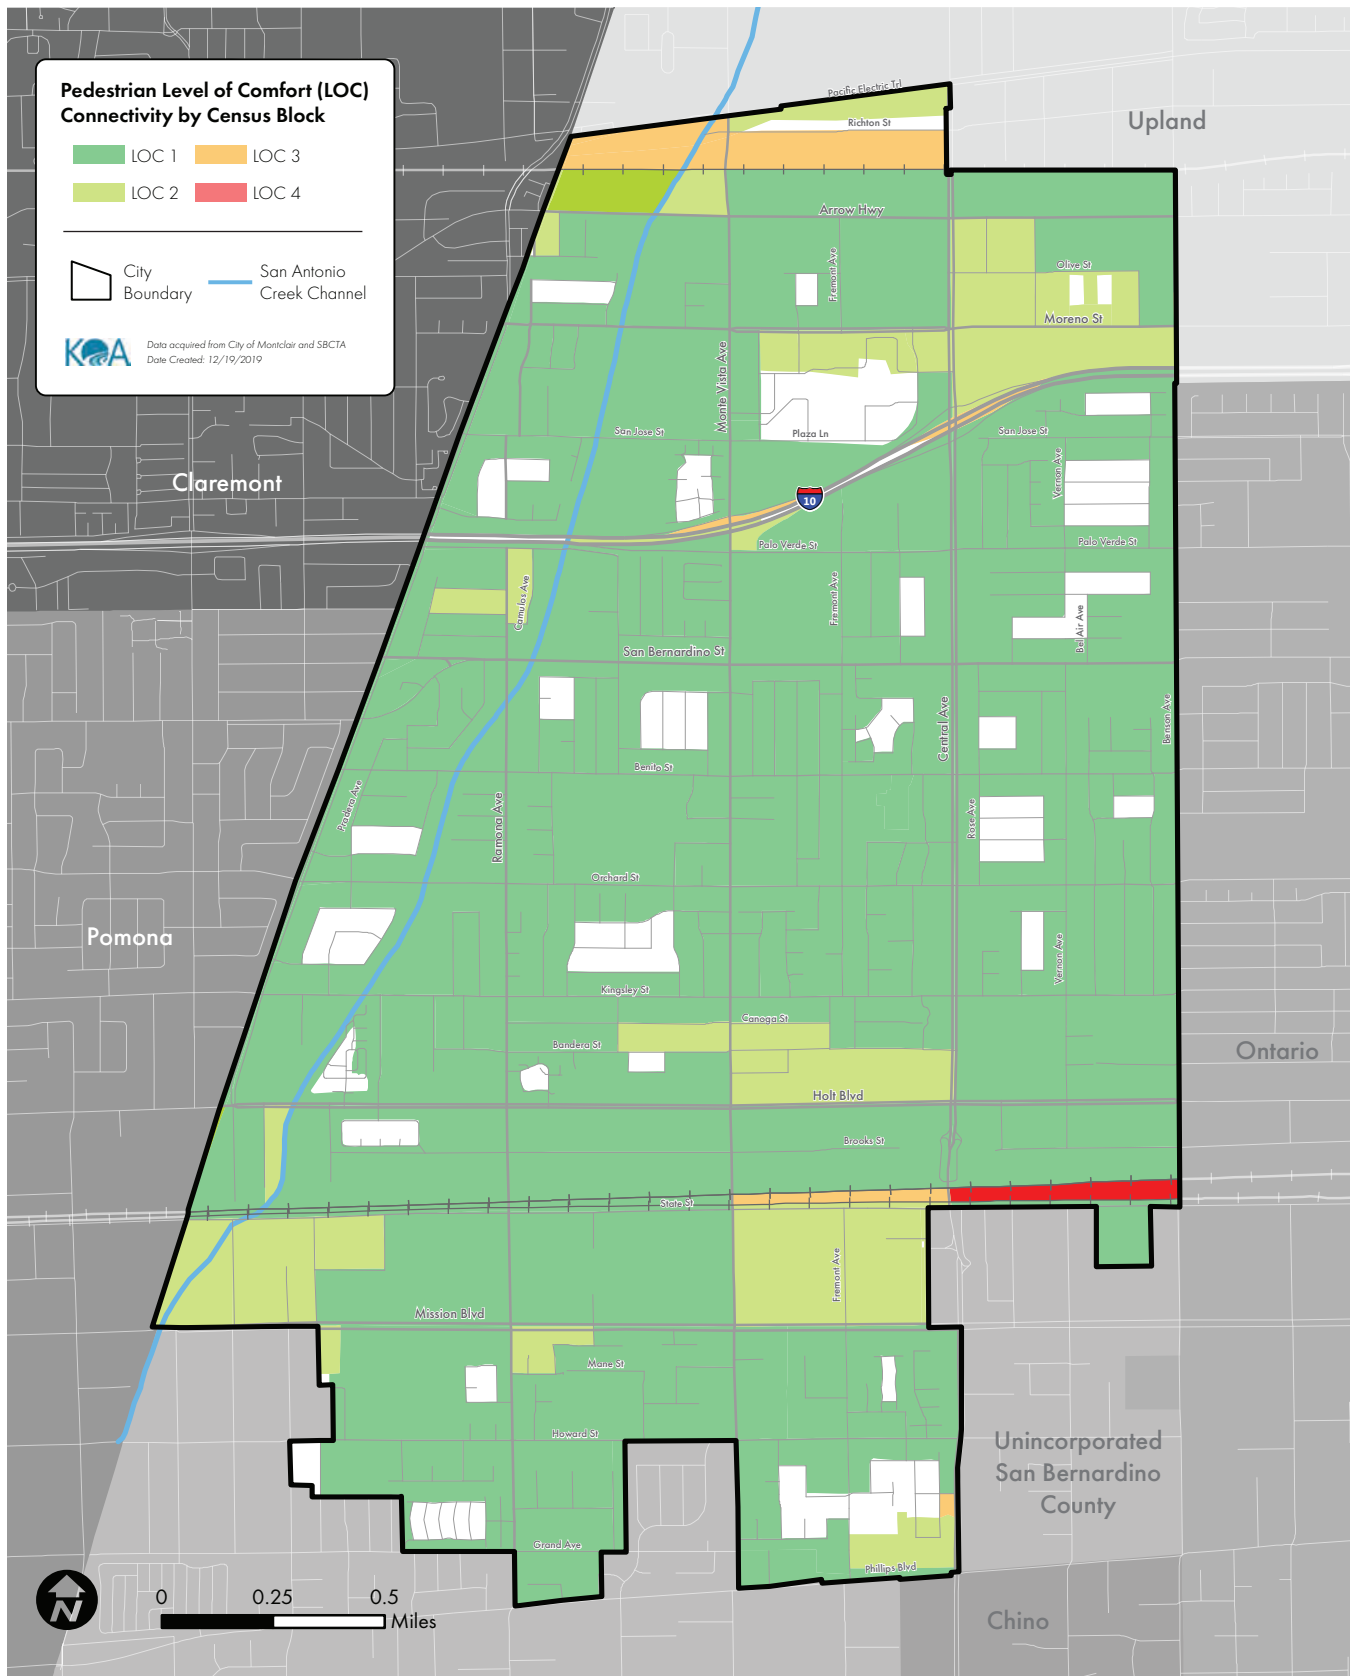 Pedestrian Level of Comfort (LOC)
Connectivity by Census Block
LOC 1
LOC 3
LOC 2
LOC 4
City
Boundary
San Antonio
Creek Channel
KOA
Data acquired from City of Montclair and SBCTA
Date Created: 12/19/2019
Pacific Electric Trl
Richton St
Upland
Arrow Hwy
Fremont Ave
Olive St
Moreno St
Monte Vista Ave
San Jose St
Plaza Ln
San Jose St
Vernon Ave
Claremont
10
Palo Verde St
Palo Verde St
Camulos Ave
Fremont Ave
Bel Air Ave
San Bernardino St
Central Ave
Benson Ave
Benito St
Pradera Ave
Ramona Ave
Rose Ave
Orchard St
Pomona
Vernon Ave
Kingsley St
Canoga St
Bandera St
Ontario
Holt Blvd
Brooks St
State St
Fremont Ave
Mission Blvd
Mane St
Howard St
Unincorporated
San Bernardino
County
Grand Ave
Phillips Blvd
Chino
N
0
0.25
0.5
Miles